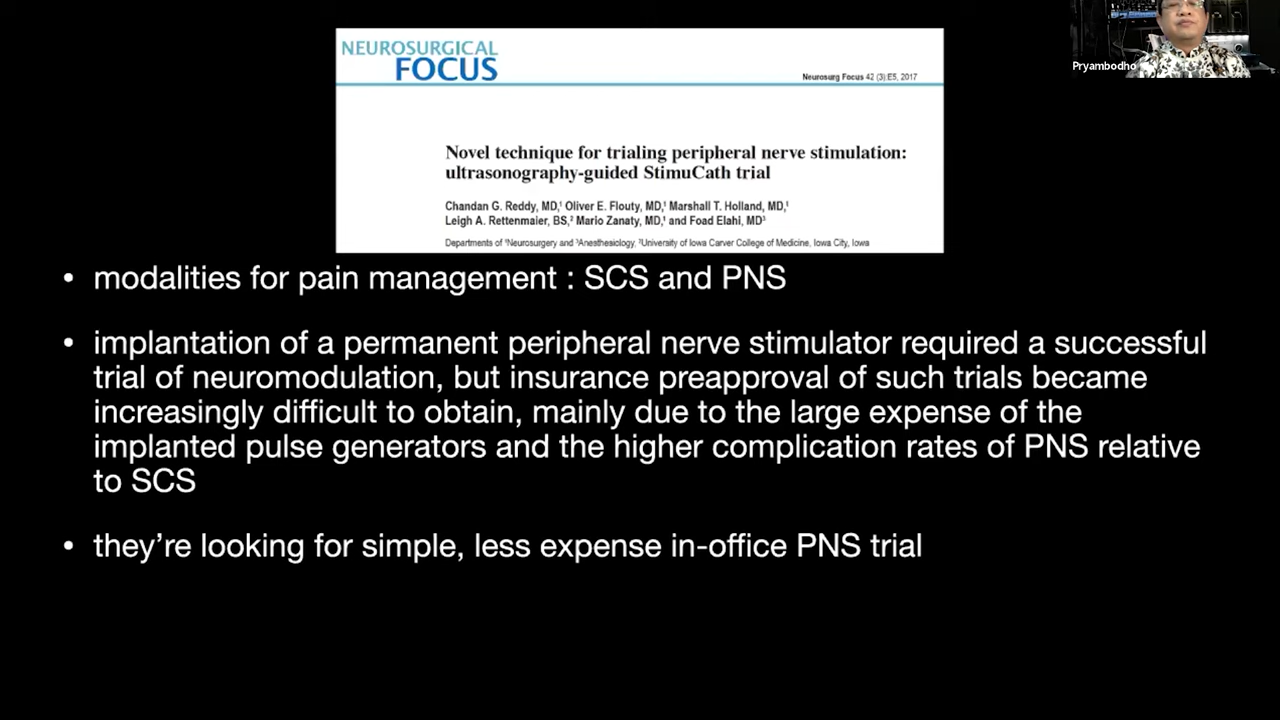 NEUROSURGICAL
FOCUS
Neurosurg Focus 42 (3):E5, 2017
Pryambodho
Novel technique for trialing peripheral nerve stimulation:
ultrasonography-guided StimuCath trial
Chandan G. Reddy, MD,¹ Oliver E. Flouty, MD,¹ Marshall T. Holland, MD,¹
Leigh A. Rettenmaier, BS,² Mario Zanaty, MD,¹ and Foad Elahi, MD³
Departments of ¹Neurosurgery and ³Anesthesiology, ²University of Iowa Carver College of Medicine, Iowa City, Iowa
• modalities for pain management : SCS and PNS
• implantation of a permanent peripheral nerve stimulator required a successful
trial of neuromodulation, but insurance preapproval of such trials became
increasingly difficult to obtain, mainly due to the large expense of the
implanted pulse generators and the higher complication rates of PNS relative
to SCS
• they’re looking for simple, less expense in-office PNS trial